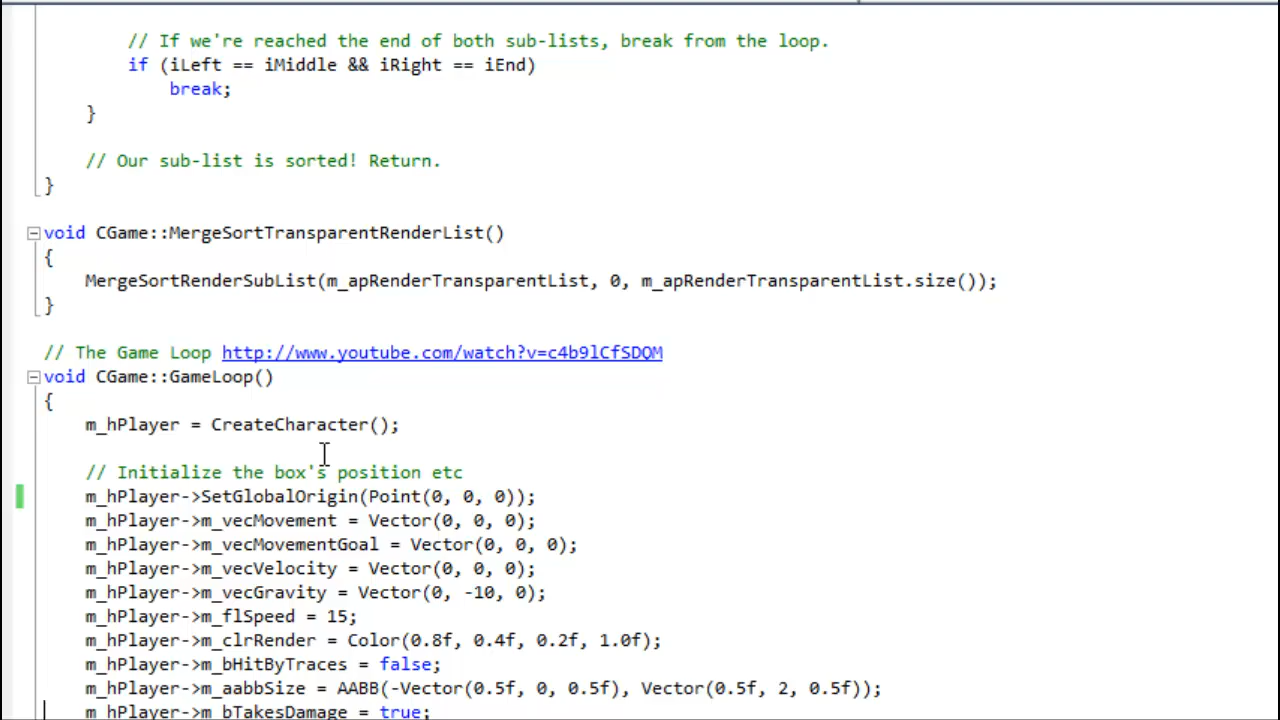 // If we're reached the end of both sub-lists, break from the loop.
if (iLeft == iMiddle && iRight == iEnd)
break;
}
// Our sub-list is sorted! Return.
}
void CGame::MergeSortTransparentRenderList()
{
MergeSortRenderSubList(m_apRenderTransparentList, 0, m_apRenderTransparentList.size());
}
// The Game Loop http://www.youtube.com/watch?v=c4b9lCfSDQM
void CGame::GameLoop()
{
m_hPlayer = CreateCharacter();
// Initialize the box's position etc
m_hPlayer->SetGlobalOrigin(Point(0, 0, 0));
m_hPlayer->m_vecMovement = Vector(0, 0, 0);
m_hPlayer->m_vecMovementGoal = Vector(0, 0, 0);
m_hPlayer->m_vecVelocity = Vector(0, 0, 0);
m_hPlayer->m_vecGravity = Vector(0, -10, 0);
m_hPlayer->m_flSpeed = 15;
m_hPlayer->m_clrRender = Color(0.8f, 0.4f, 0.2f, 1.0f);
m_hPlayer->m_bHitByTraces = false;
m_hPlayer->m_aabbSize = AABB(-Vector(0.5f, 0, 0.5f), Vector(0.5f, 2, 0.5f));
m_hPlayer->m_bTakesDamage = true;